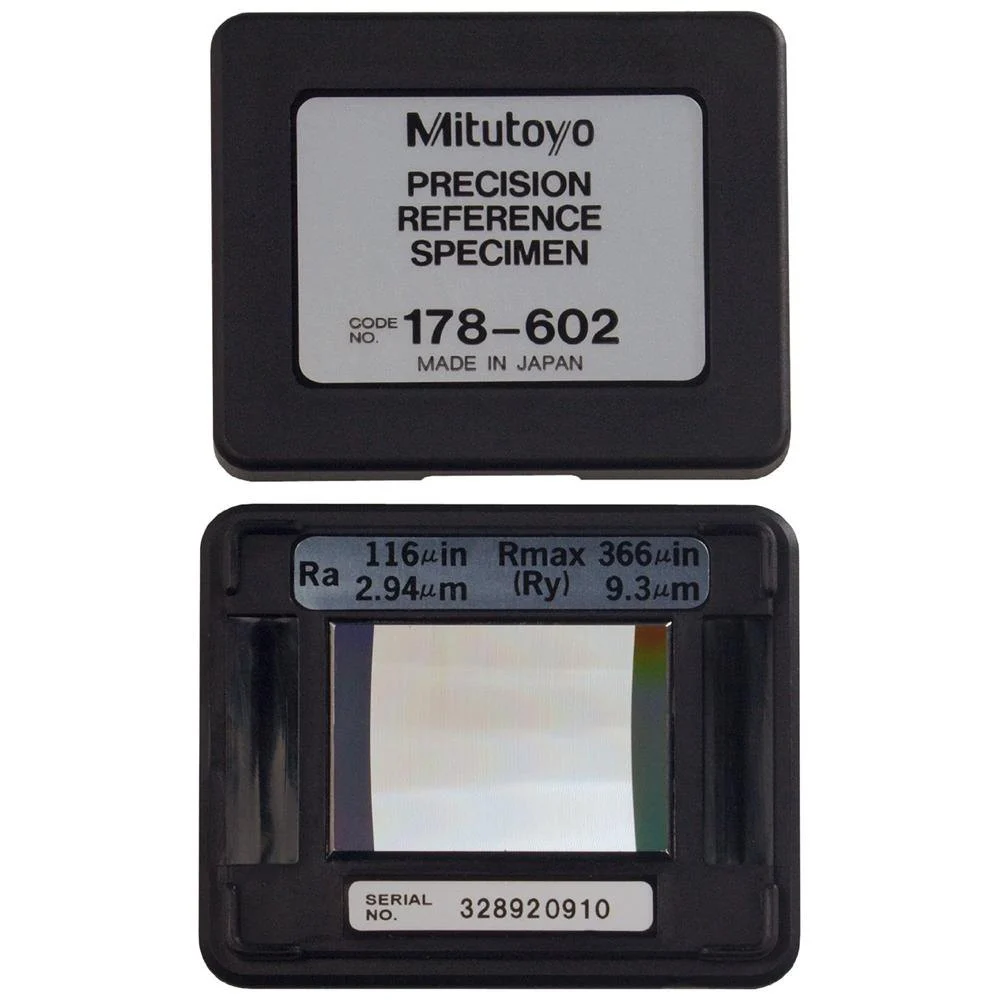 Mitutoyo
PRECISION
REFERENCE
SPECIMEN
CODE NO. 178-602
MADE IN JAPAN
Ra 116μin Rmax 366μin
2.94μm (Ry) 9.3μm
SERIAL NO. 328920910